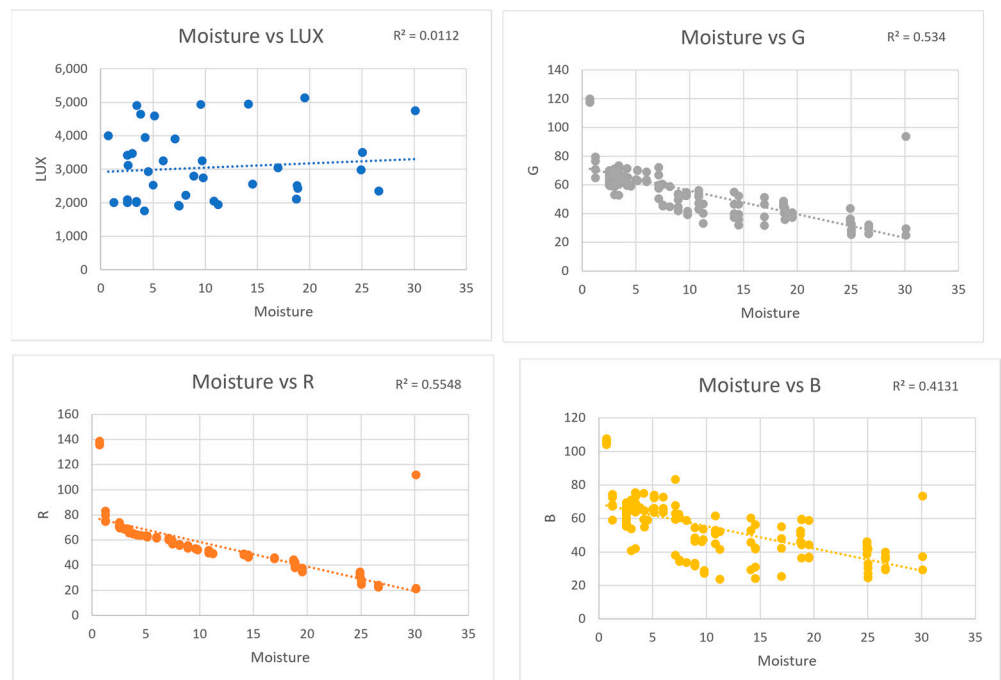 Moisture vs LUX
R² = 0.0112
6,000
5,000
4,000
3,000
2,000
1,000
0
LUX
0 5 10 15 20 25 30 35
Moisture
Moisture vs G
R² = 0.534
140
120
100
80
60
40
20
0
G
0 5 10 15 20 25 30 35
Moisture
Moisture vs R
R² = 0.5548
160
140
120
100
80
60
40
20
0
R
0 5 10 15 20 25 30 35
Moisture
Moisture vs B
R² = 0.4131
120
100
80
60
40
20
0
B
0 5 10 15 20 25 30 35
Moisture